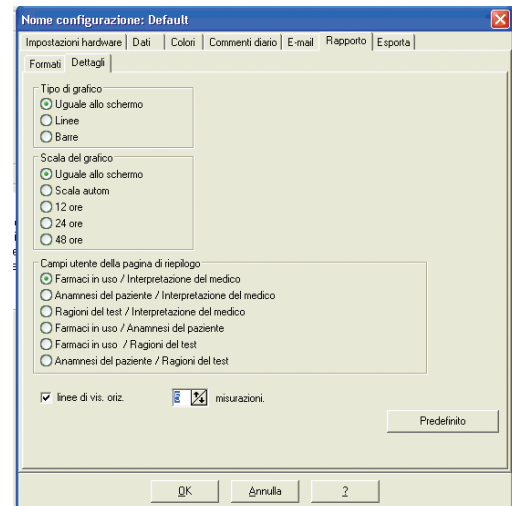 Nome configurazione: Default
Impostazioni hardware Dati Colori Commenti diario E-mail Rapporto Esporta
Formati Dettagli
Tipo di grafico
Uguale allo schermo
Linee
Barre
Scala del grafico
Uguale allo schermo
Scala autom
12 ore
24 ore
48 ore
Campi utente della pagina di riepilogo
Farmaci in uso / Interpretazione del medico
Anamnesi del paziente / Interpretazione del medico
Ragioni del test / Interpretazione del medico
Farmaci in uso / Anamnesi del paziente
Farmaci in uso / Ragioni del test
Anamnesi del paziente / Ragioni del test
linee di vis. oriz. misurazioni.
Predefinito
OK Annulla ?